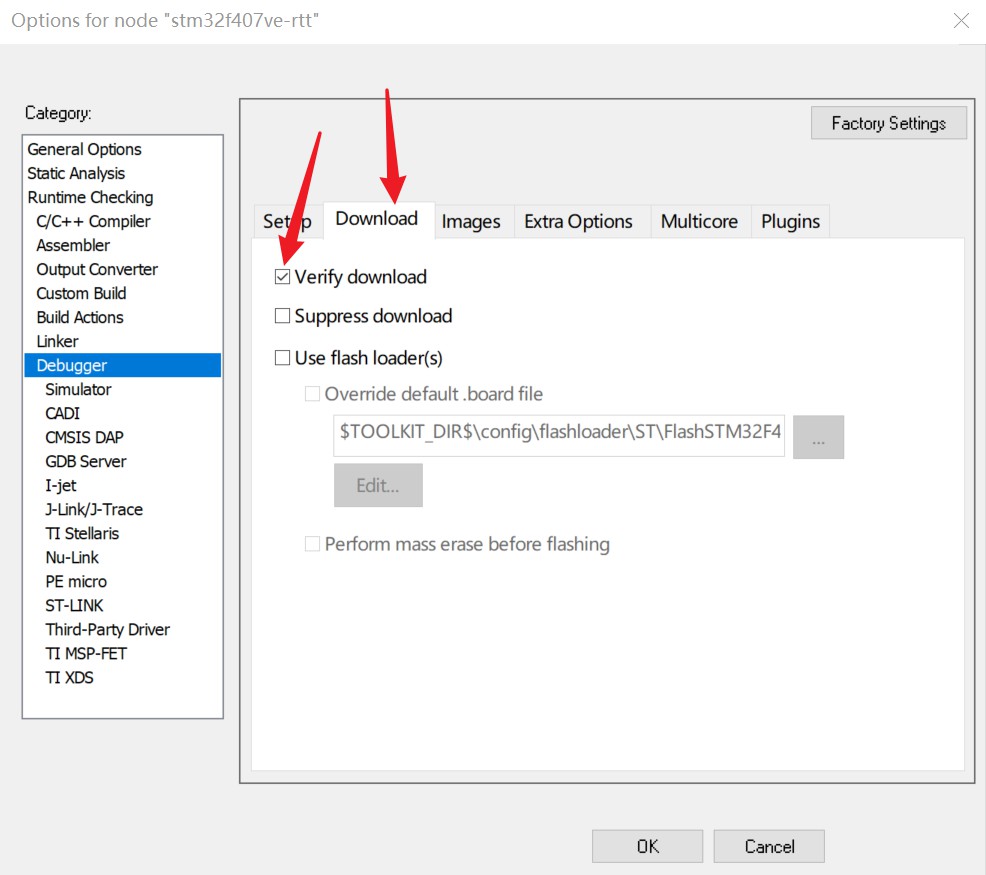 Options for node "stm32f407ve-rtt"
Category:
General Options
Static Analysis
Runtime Checking
C/C++ Compiler
Assembler
Output Converter
Custom Build
Build Actions
Linker
Debugger
Simulator
CADI
CMSIS DAP
GDB Server
I-jet
J-Link/J-Trace
TI Stellaris
Nu-Link
PE micro
ST-LINK
Third-Party Driver
TI MSP-FET
TI XDS
Factory Settings
Setup Download Images Extra Options Multicore Plugins
Verify download
Suppress download
Use flash loader(s)
Override default .board file
$TOOLKIT_DIR$\config\flashloader\ST\FlashSTM32F4 ...
Edit...
Perform mass erase before flashing
OK Cancel